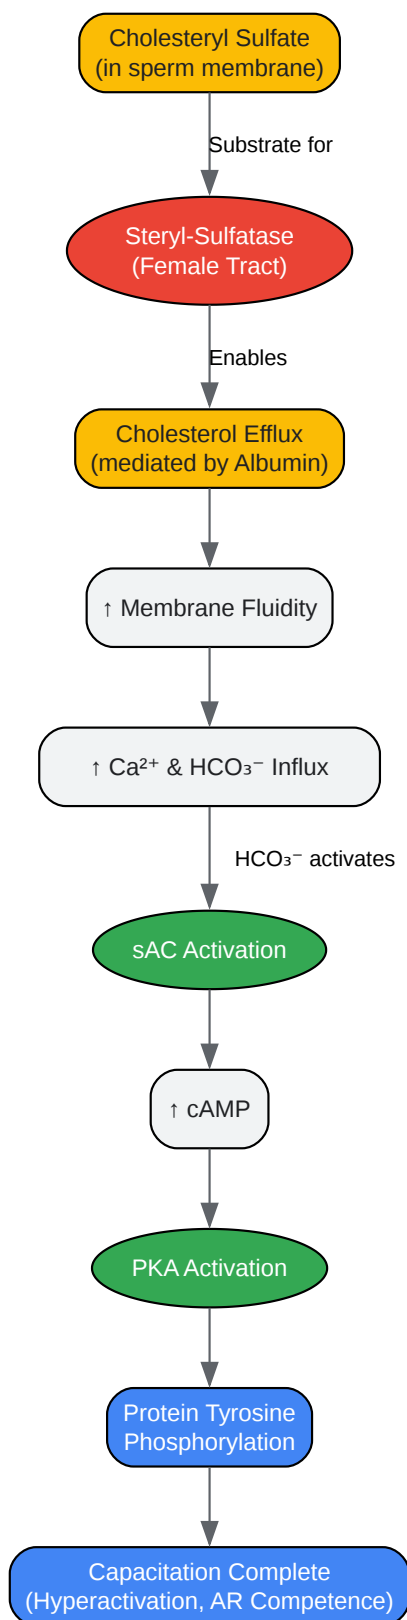 Cholesteryl Sulfate
(in sperm membrane)
Substrate for
Steryl-Sulfatase
(Female Tract)
Enables
Cholesterol Efflux
(mediated by Albumin)
↑ Membrane Fluidity
↑ Ca²⁺ & HCO₃⁻ Influx
HCO₃⁻ activates
sAC Activation
↑ cAMP
PKA Activation
Protein Tyrosine
Phosphorylation
Capacitation Complete
(Hyperactivation, AR Competence)